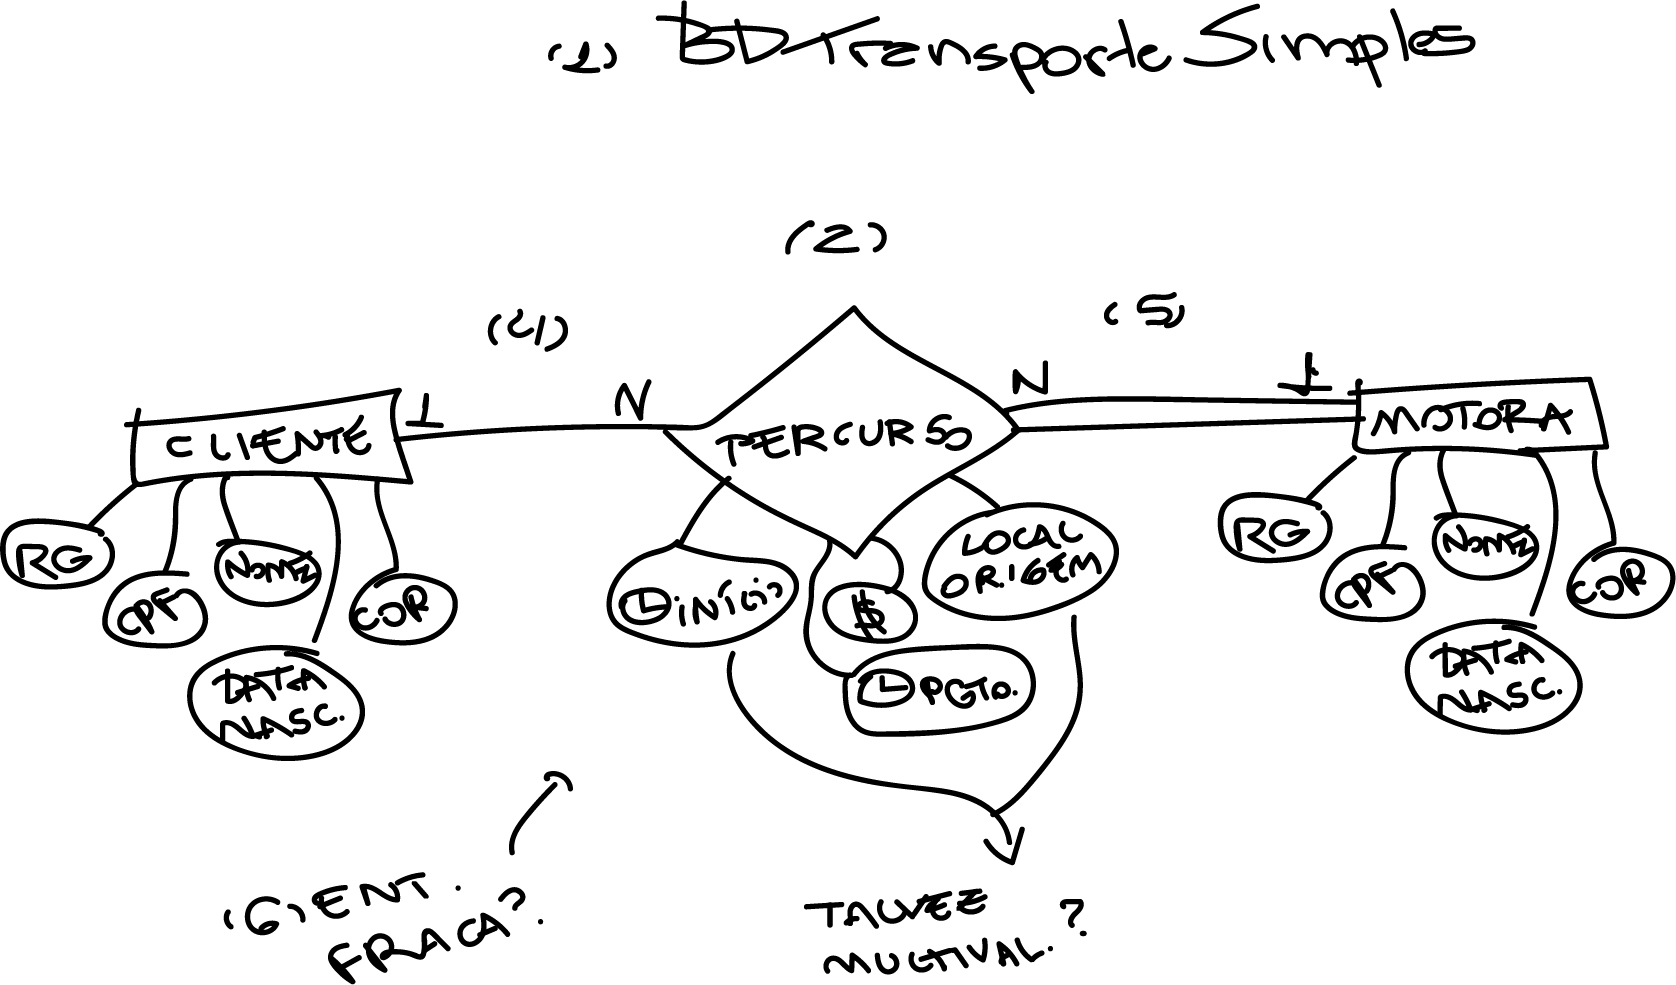 (1) BD Transporte Simples
(2)
(4)
(5)
N
N
1
1
CLIENTE
PERCURSO
MOTORA
RG
CPF
NOME
COR
DATA
NASC.
INÍCIO
$
LOCAL
ORIGEM
PGTO.
RG
CPF
NOME
COR
DATA
NASC.
(6) ENT.
FRACA?
TALVEZ
MULTIVAL.?